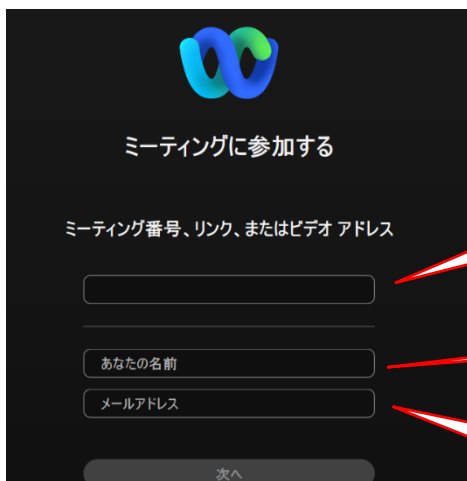 ミーティングに参加する
ミーティング番号、リンク、またはビデオ アドレス
あなたの名前
メールアドレス
次へ